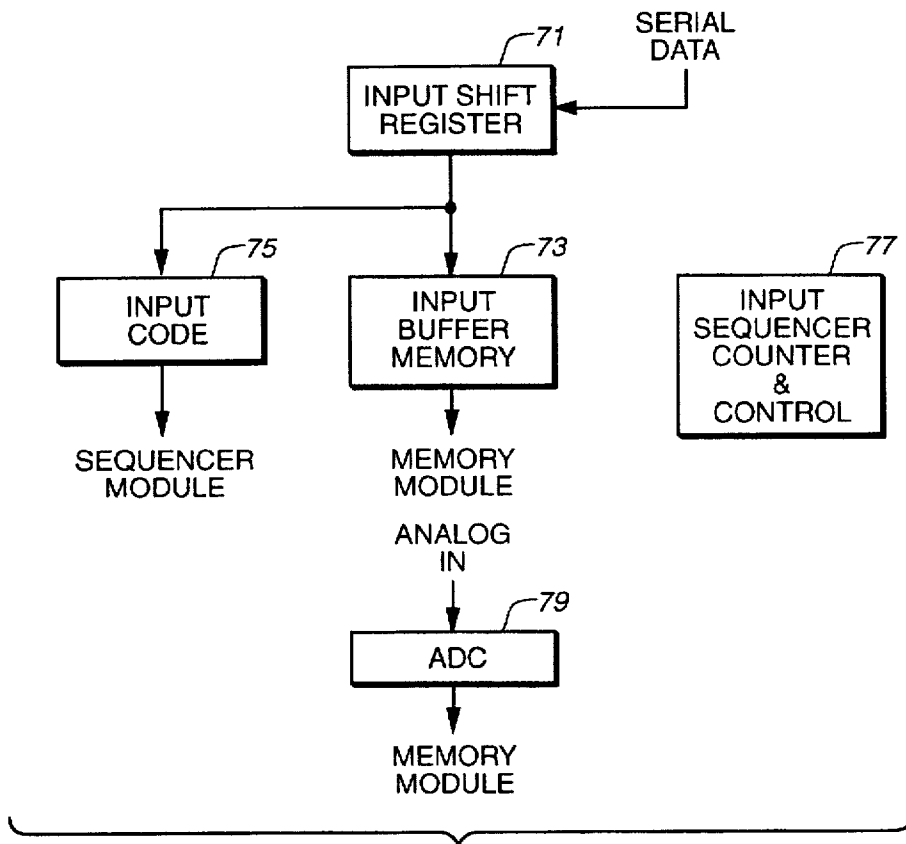 SERIAL
DATA
71
INPUT SHIFT
REGISTER
75
INPUT
CODE
73
INPUT
BUFFER
MEMORY
77
INPUT
SEQUENCER
COUNTER
&
CONTROL
SEQUENCER
MODULE
MEMORY
MODULE
ANALOG
IN
79
ADC
MEMORY
MODULE